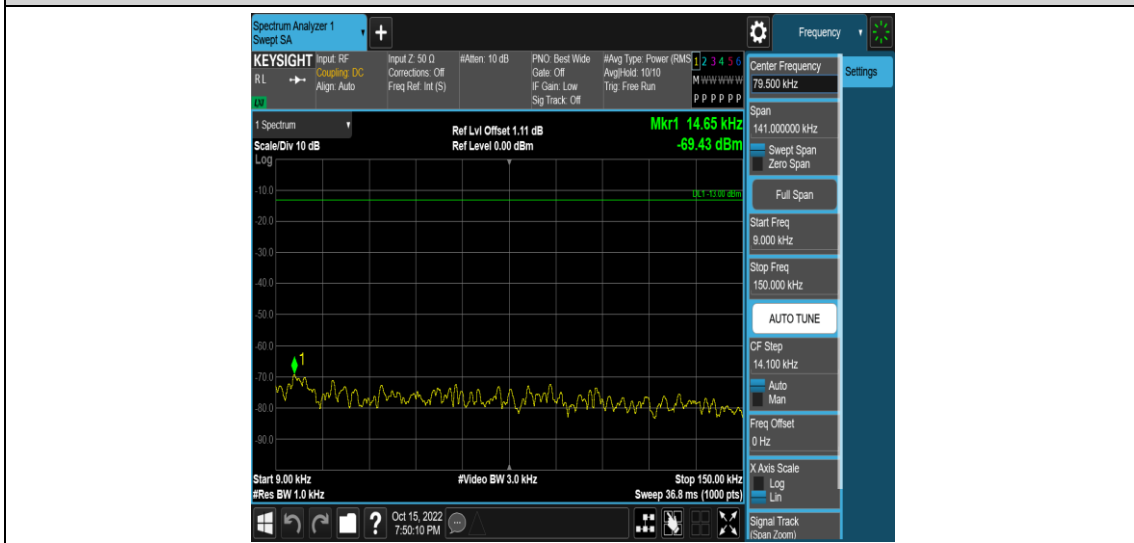 Spectrum Analyzer 1
Swept SA
+
Frequency
KEYSIGHT
RL
Input: RF
Coupling: DC
Align: Auto
Input Z: 50 Ω
Corrections: Off
Freq Ref: Int (S)
#Atten: 10 dB
PNO: Best Wide
Gate: Off
IF Gain: Low
Sig Track: Off
#Avg Type: Power (RMS
Avg|Hold: 10/10
Trig: Free Run
1 2 3 4 5 6
M W W W W W
P P P P P P
1 Spectrum
Scale/Div 10 dB
Ref Lvl Offset 1.11 dB
Ref Level 0.00 dBm
Mkr1 14.65 kHz
-69.43 dBm
Log
DL1 -13.00 dBm
-10.0
-20.0
-30.0
-40.0
-50.0
-60.0
1
-70.0
-80.0
-90.0
Start 9.00 kHz
#Video BW 3.0 kHz
Stop 150.00 kHz
#Res BW 1.0 kHz
Sweep 36.8 ms (1000 pts)
Center Frequency
79.500 kHz
Settings
Span
141.000000 kHz
Swept Span
Zero Span
Full Span
Start Freq
9.000 kHz
Stop Freq
150.000 kHz
AUTO TUNE
CF Step
14.100 kHz
Auto
Man
Freq Offset
0 Hz
X Axis Scale
Log
Lin
Signal Track
(Span Zoom)
?
Oct 15, 2022
7:50:10 PM